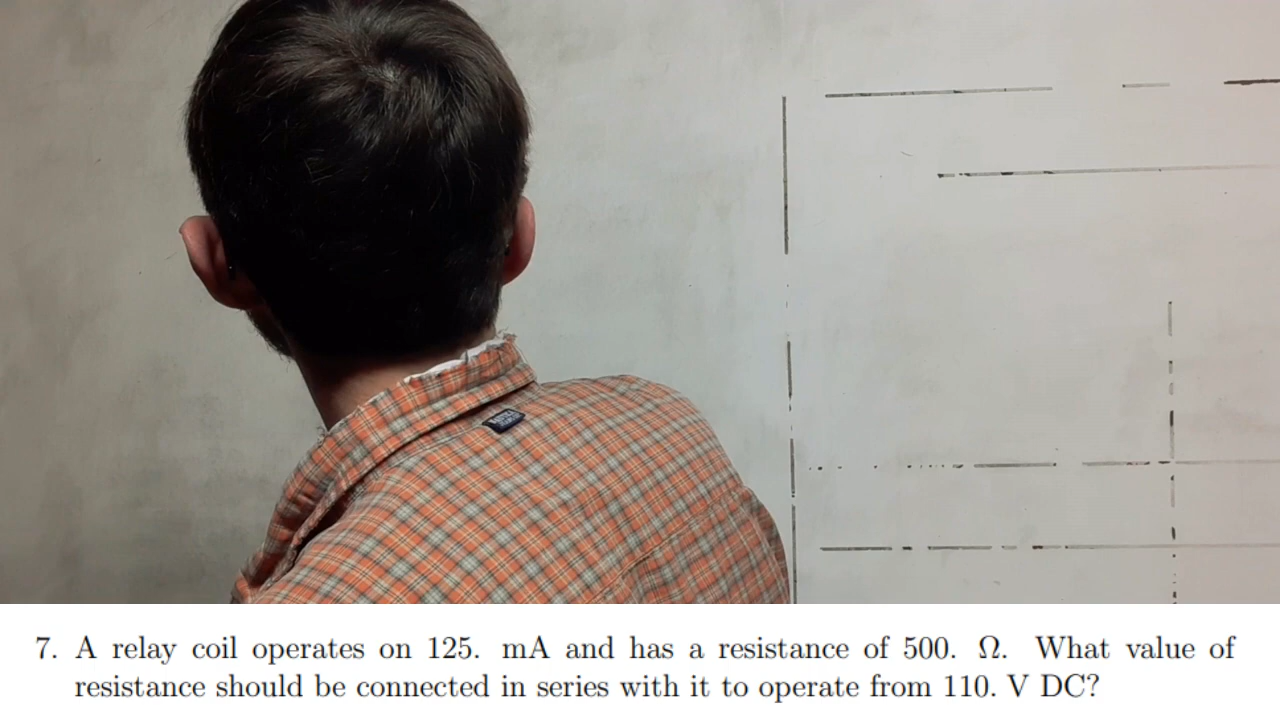 7. A relay coil operates on 125. mA and has a resistance of 500. Ω. What value of
resistance should be connected in series with it to operate from 110. V DC?